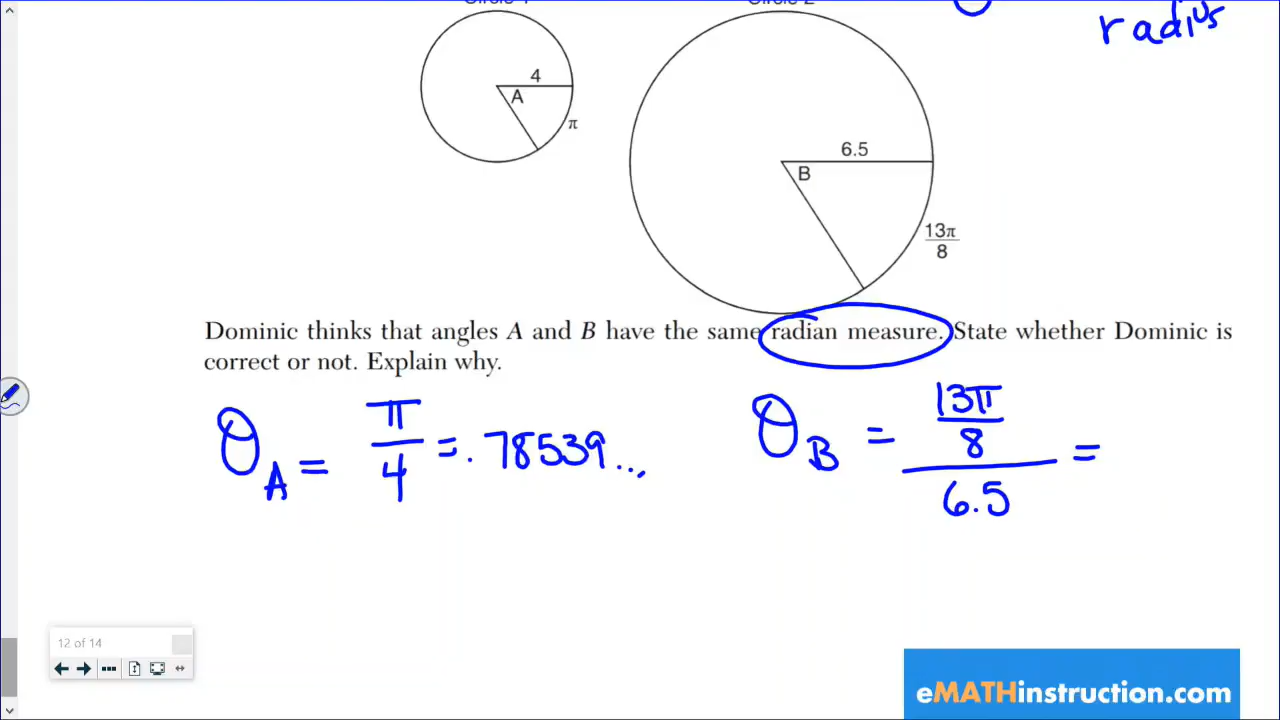 Circle 1
Circle 2
radius
4
A
π
6.5
B
13π
8
Dominic thinks that angles A and B have the same radian measure. State whether Dominic is
correct or not. Explain why.
θ_A = π/4 = .78539...
θ_B = (13π/8)/6.5 =
12 of 14
eMATHinstruction.com